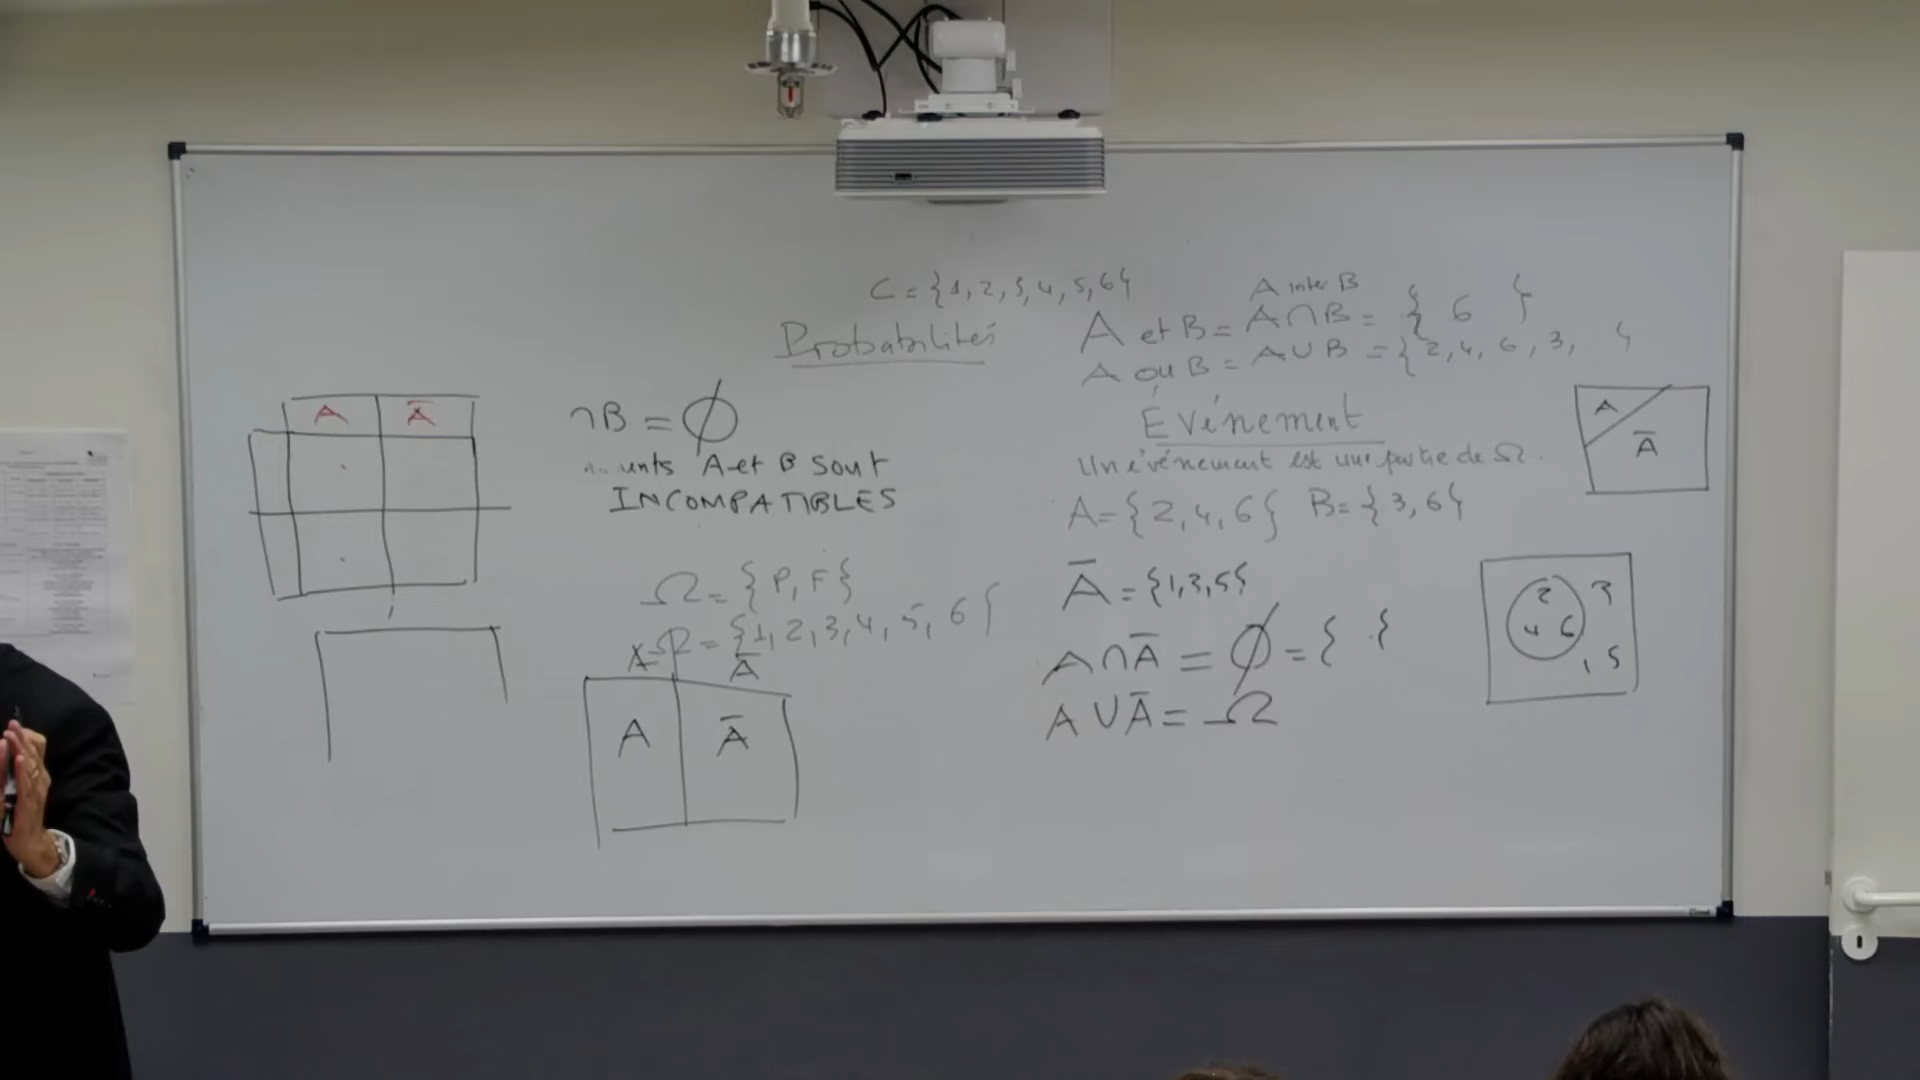 C = {1, 2, 3, 4, 5, 6}
Probabilités
A inter B
A et B = A ∩ B = { 6 }
A ou B = A ∪ B = {2, 4, 6, 3, }
Événement
Un événement est une partie de Ω.
A = {2, 4, 6} B = {3, 6}
Ā = {1, 3, 5}
A ∩ Ā = ∅ = { }
A ∪ Ā = Ω
A Ā
∩ B = ∅
A et B sont
INCOMPATIBLES
Ω = {P, F}
Ω = {1, 2, 3, 4, 5, 6}
Ā
A Ā
A
Ā
2 3
4 6
1 5